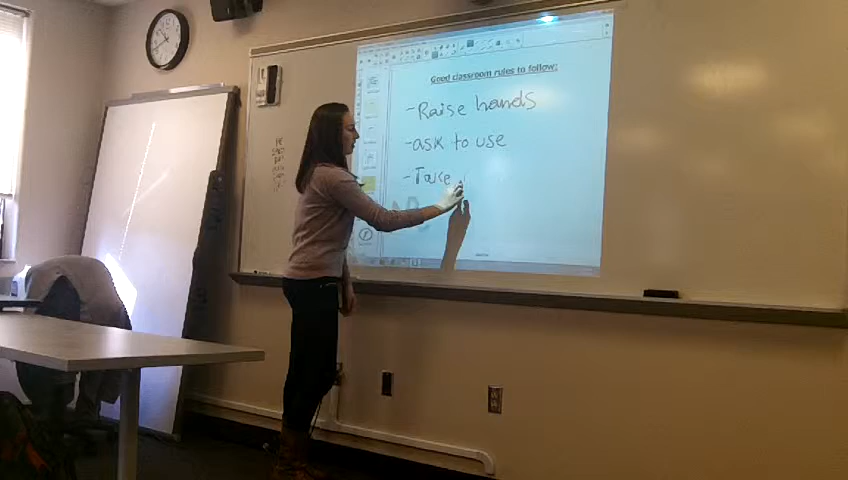 Good classroom rules to follow:
- Raise hands
- ask to use
- Take